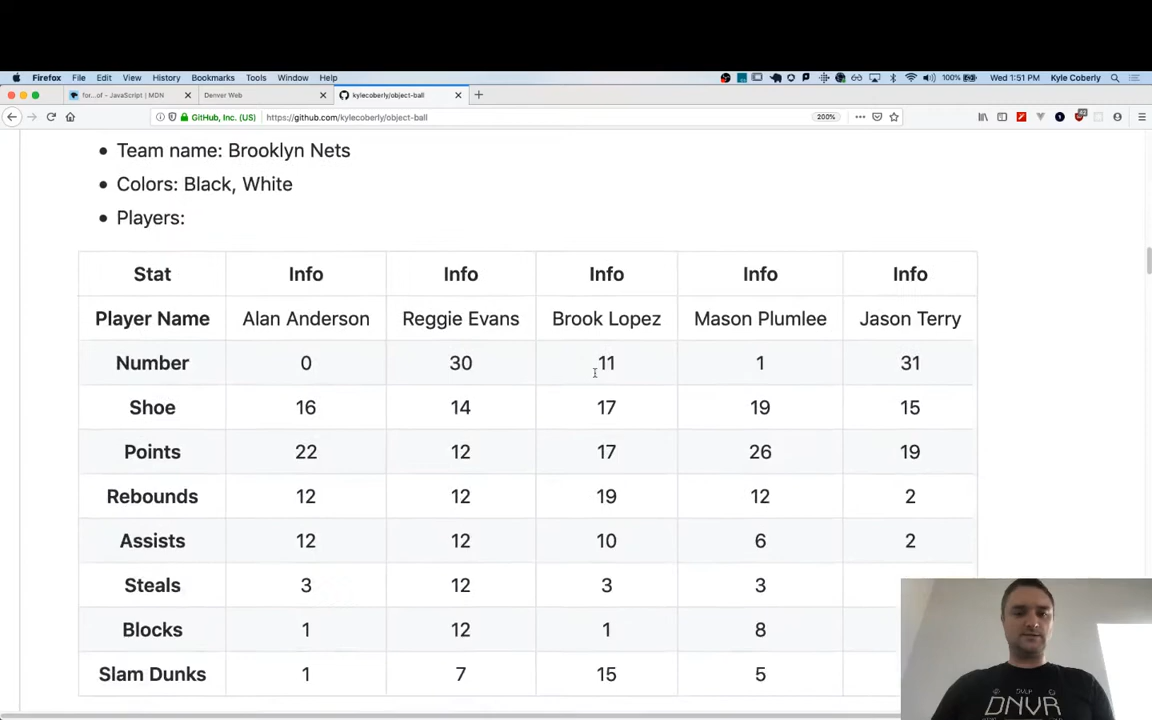 Firefox File Edit View History Bookmarks Tools Window Help 100% Wed 1:51 PM Kyle Coberly
for...of - JavaScript | MDN Denver Web kylecoberly/object-ball
GitHub, Inc. (US) https://github.com/kylecoberly/object-ball 200%
Team name: Brooklyn Nets
Colors: Black, White
Players:
Stat Info Info Info Info Info
Player Name Alan Anderson Reggie Evans Brook Lopez Mason Plumlee Jason Terry
Number 0 30 11 1 31
Shoe 16 14 17 19 15
Points 22 12 17 26 19
Rebounds 12 12 19 12 2
Assists 12 12 10 6 2
Steals 3 12 3 3
Blocks 1 12 1 8
Slam Dunks 1 7 15 5
DNVR